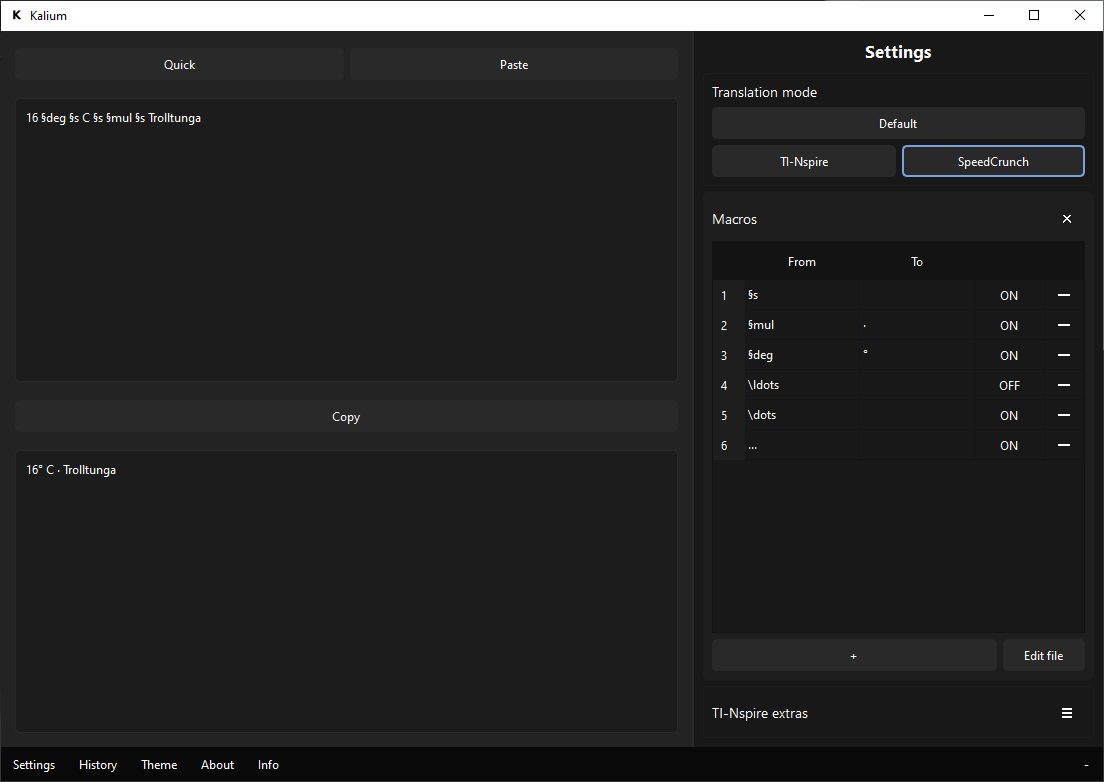 K Kalium
Quick Paste
16 §deg §s C §s §mul §s Trolltunga
Copy
16° C · Trolltunga
Settings
Translation mode
Default
TI-Nspire SpeedCrunch
Macros
From To
1 §s ON
2 §mul · ON
3 §deg ° ON
4 \ldots OFF
5 \dots ON
6 ... ON
+ Edit file
TI-Nspire extras
Settings History Theme About Info -